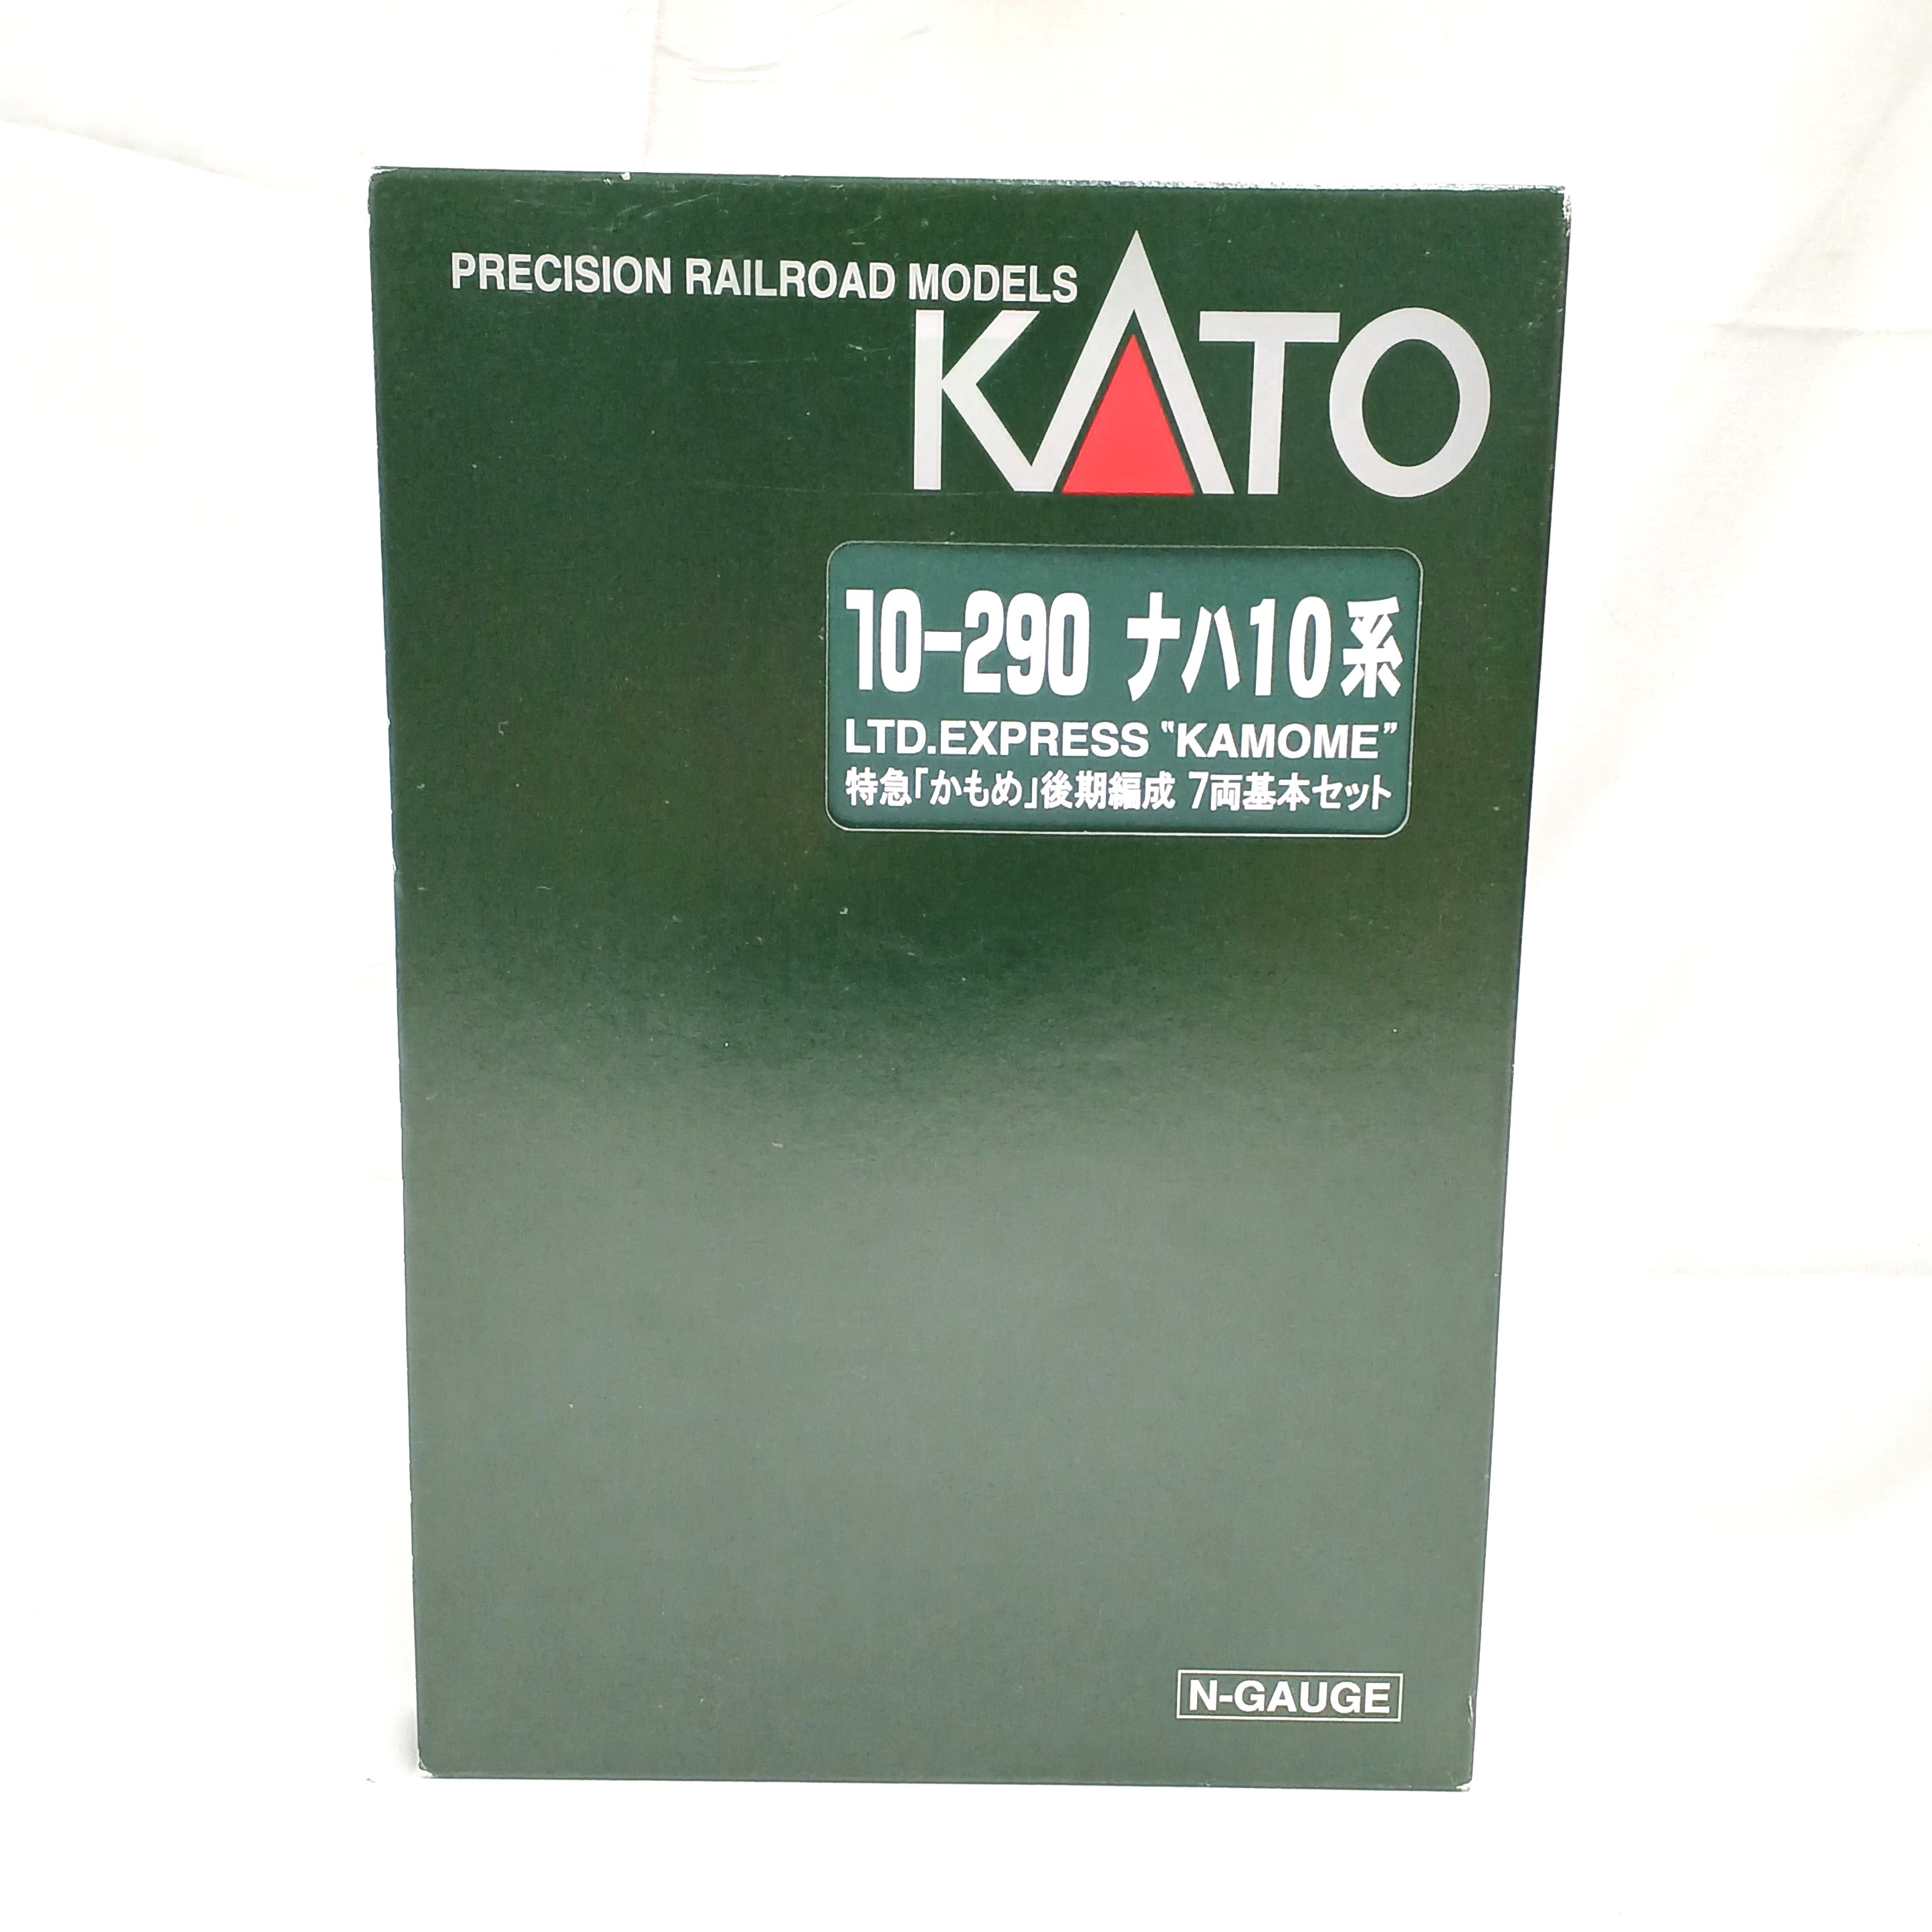 PRECISION RAILROAD MODELS
KATO
10-290 ナハ10系
LTD.EXPRESS "KAMOME"
特急「かもめ」後期編成 7両基本セット
N-GAUGE